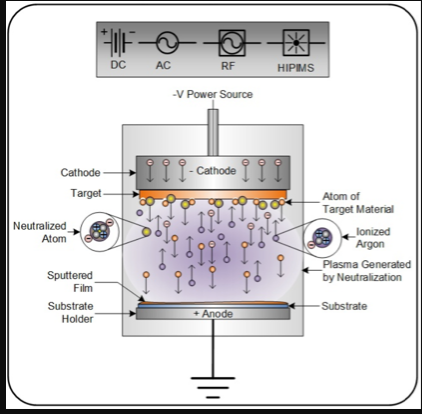 + -
DC AC RF HIPIMS
-V Power Source
- Cathode
Cathode
Target
Atom of
Target Material
Neutralized
Atom
Ionized
Argon
Plasma Generated
by Neutralization
Sputtered
Film
Substrate
Holder
+ Anode
Substrate